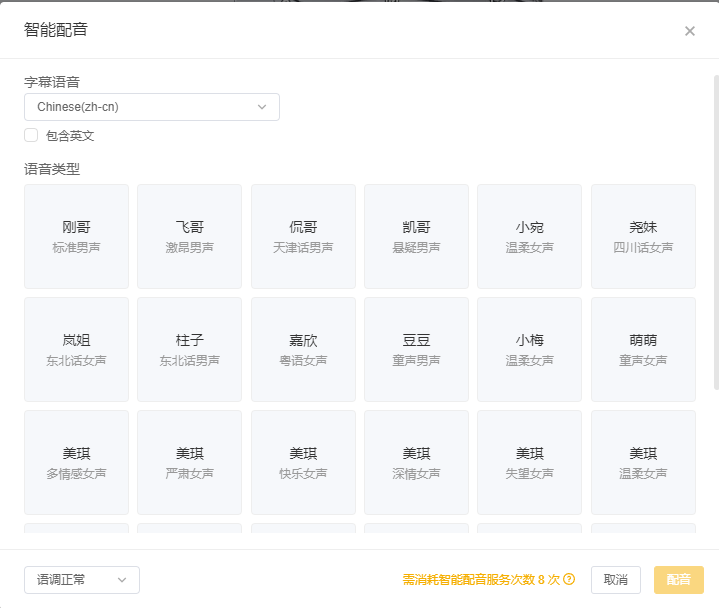 智能配音
字幕语音
Chinese(zh-cn)
包含英文
语音类型
刚哥 飞哥 侃哥 凯哥 小宛 尧妹
标准男声 激昂男声 天津话男声 悬疑男声 温柔女声 四川话女声
岚姐 柱子 嘉欣 豆豆 小梅 萌萌
东北话女声 东北话男声 粤语女声 童声男声 温柔女声 童声女声
美琪 美琪 美琪 美琪 美琪 美琪
多情感女声 严肃女声 快乐女声 深情女声 失望女声 温柔女声
语调正常 需消耗智能配音服务次数 8 次 取消 配音